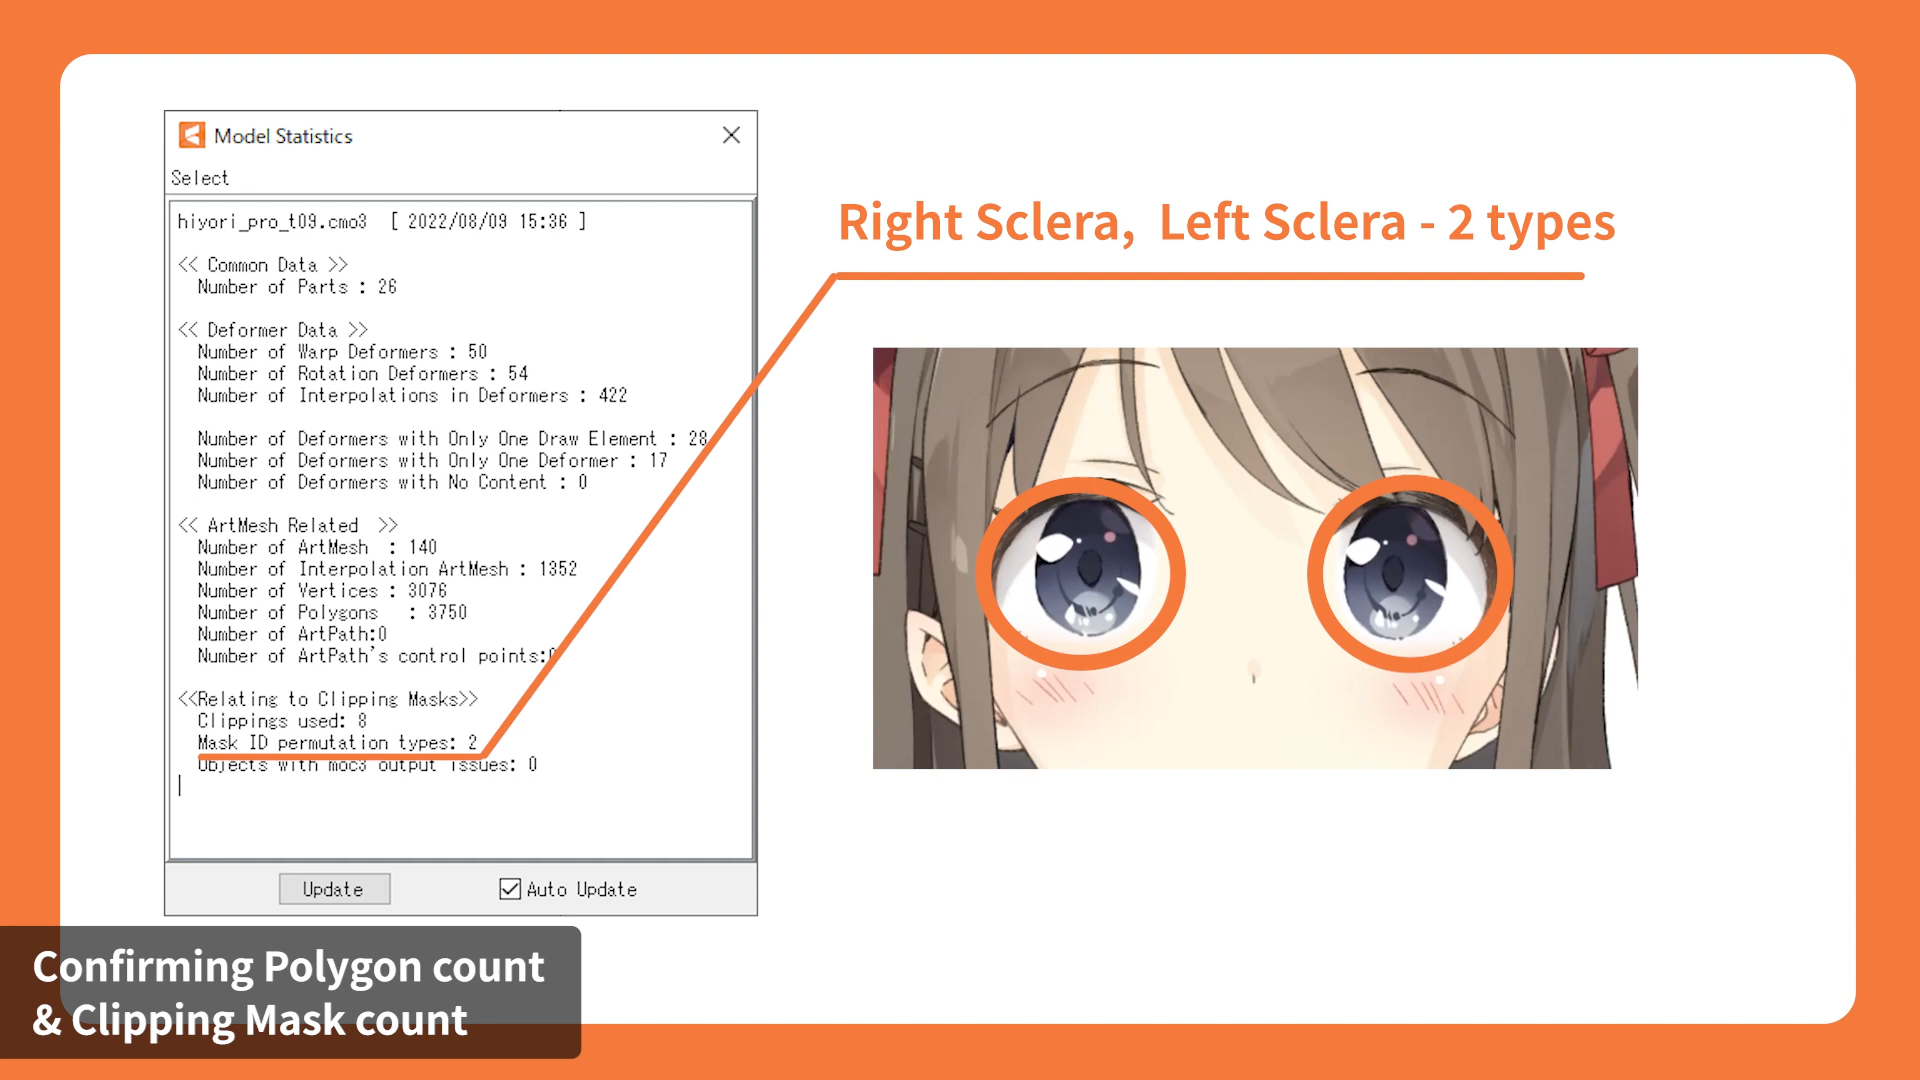 Model Statistics
Select
hiyori_pro_t09.cmo3 [ 2022/08/09 15:36 ]
<< Common Data >>
Number of Parts : 26
<< Deformer Data >>
Number of Warp Deformers : 50
Number of Rotation Deformers : 54
Number of Interpolations in Deformers : 422
Number of Deformers with Only One Draw Element : 28
Number of Deformers with Only One Deformer : 17
Number of Deformers with No Content : 0
<< ArtMesh Related >>
Number of ArtMesh : 140
Number of Interpolation ArtMesh : 1352
Number of Vertices : 3076
Number of Polygons : 3750
Number of ArtPath:0
Number of ArtPath's control points:0
<<Relating to Clipping Masks>>
Clippings used: 8
Mask ID permutation types: 2
Objects with moc3 output issues: 0
Update
Auto Update
Right Sclera, Left Sclera - 2 types
Confirming Polygon count
& Clipping Mask count